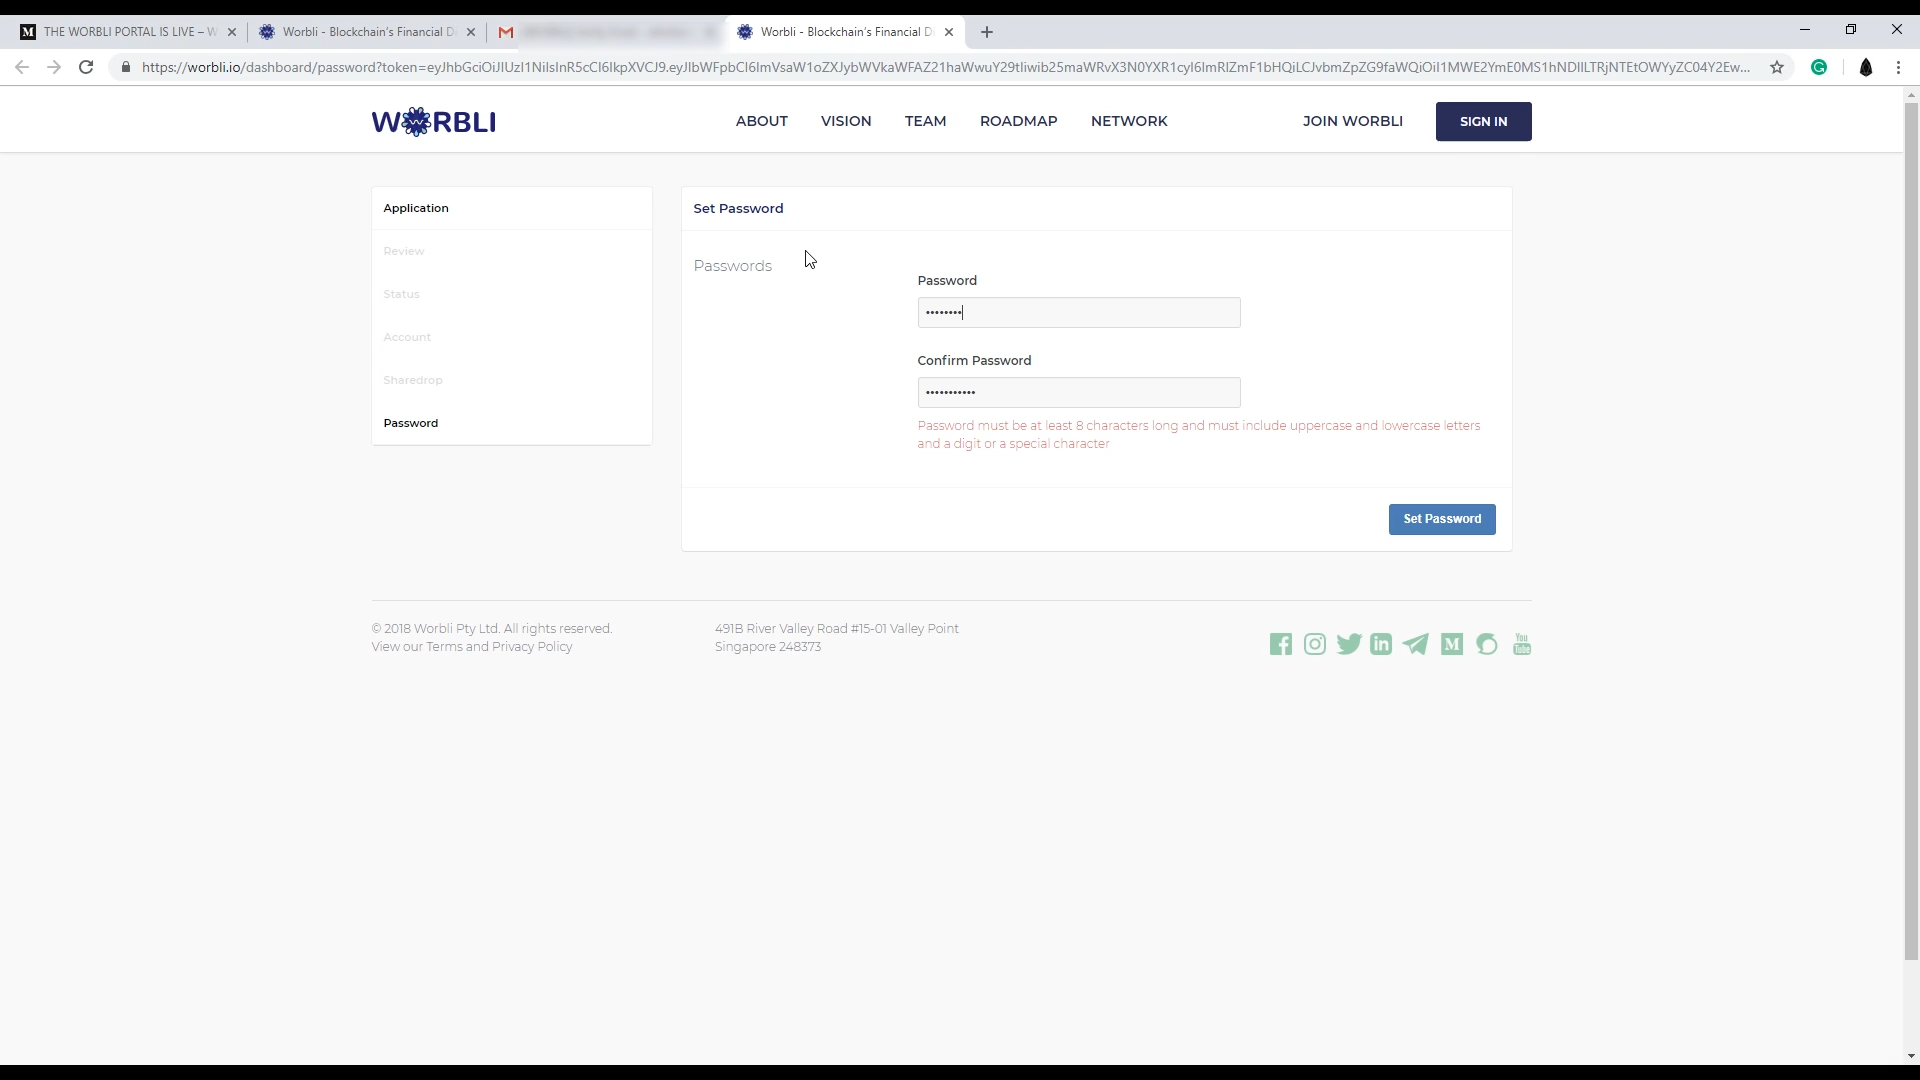 THE WORBLI PORTAL IS LIVE – W
Worbli - Blockchain's Financial D
Worbli - Blockchain's Financial D
https://worbli.io/dashboard/password?token=
WORBLI
ABOUT
VISION
TEAM
ROADMAP
NETWORK
JOIN WORBLI
SIGN IN
Application
Review
Status
Account
Sharedrop
Password
Set Password
Passwords
Password
••••••••
Confirm Password
•••••••••••
Password must be at least 8 characters long and must include uppercase and lowercase letters
and a digit or a special character
Set Password
© 2018 Worbli Pty Ltd. All rights reserved.
View our Terms and Privacy Policy
491B River Valley Road #15-01 Valley Point
Singapore 248373
You
Tube